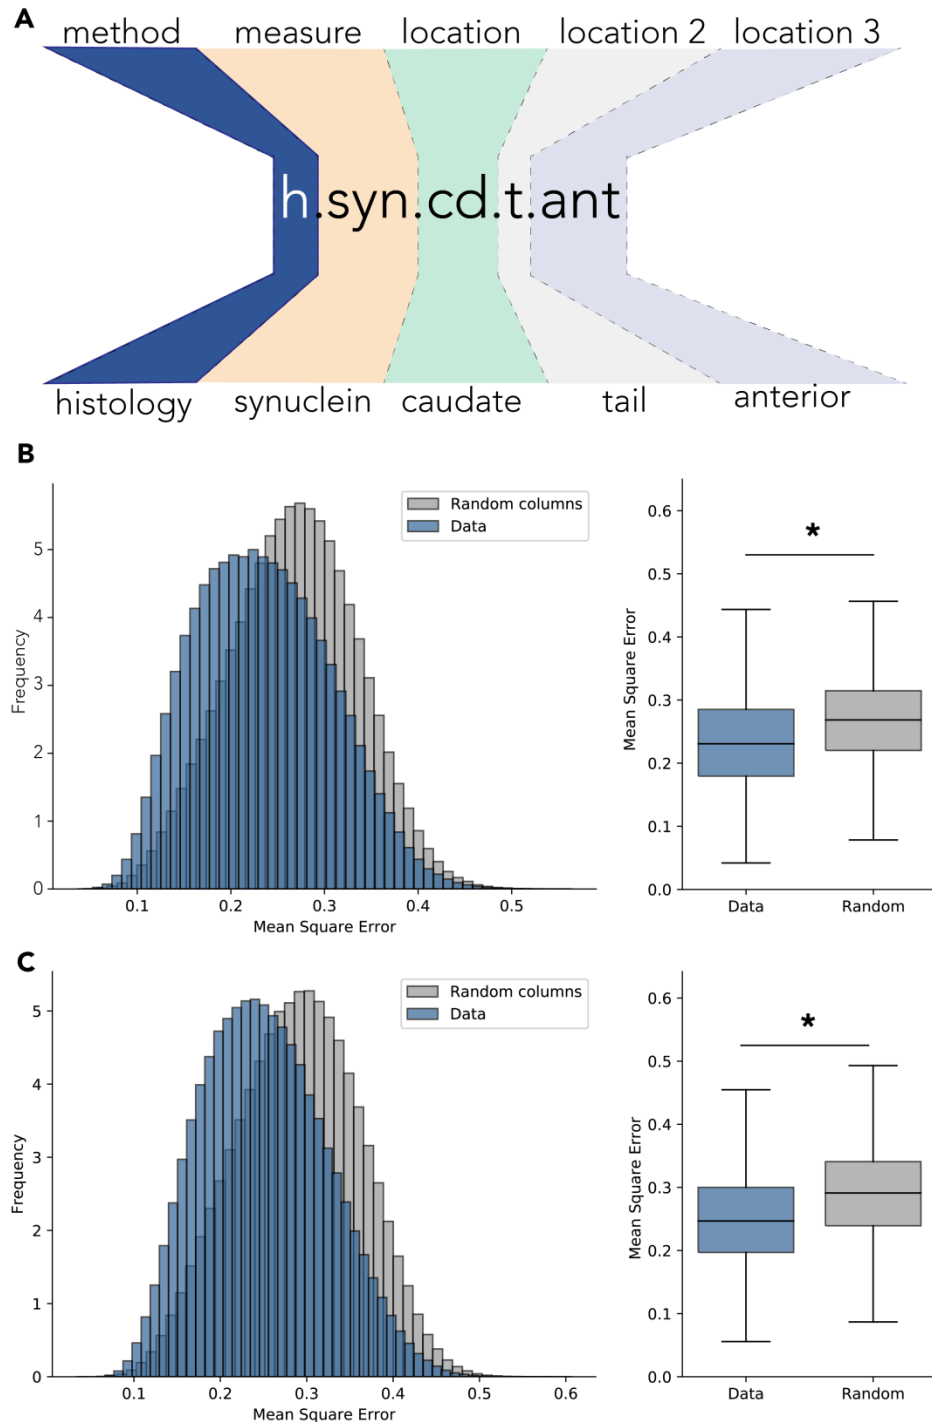 A
method measure location location 2 location 3
h.syn.cd.t.ant
histology synuclein caudate tail anterior
B
Random columns
Data
Frequency
5
4
3
2
1
0
0.1 0.2 0.3 0.4 0.5
Mean Square Error
*
Mean Square Error
0.6
0.5
0.4
0.3
0.2
0.1
0.0
Data Random
C
Random columns
Data
Frequency
5
4
3
2
1
0
0.1 0.2 0.3 0.4 0.5 0.6
Mean Square Error
*
Mean Square Error
0.6
0.5
0.4
0.3
0.2
0.1
0.0
Data Random